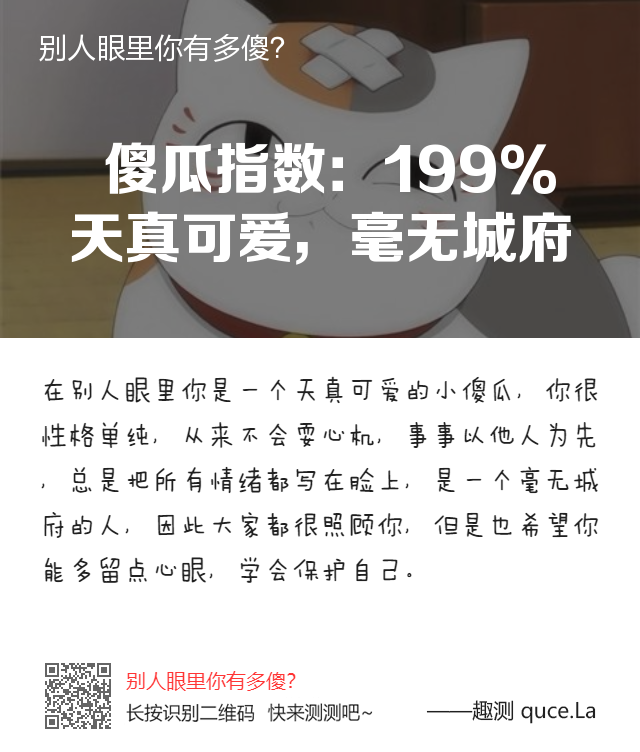 别人眼里你有多傻?
傻瓜指数：199%
天真可爱，毫无城府
在别人眼里你是一个天真可爱的小傻瓜，你很
性格单纯，从来不会耍心机，事事以他人为先
，总是把所有情绪都写在脸上，是一个毫无城
府的人，因此大家都很照顾你，但是也希望你
能多留点心眼，学会保护自己。
别人眼里你有多傻?
长按识别二维码 快来测测吧~
——趣测 quce.La